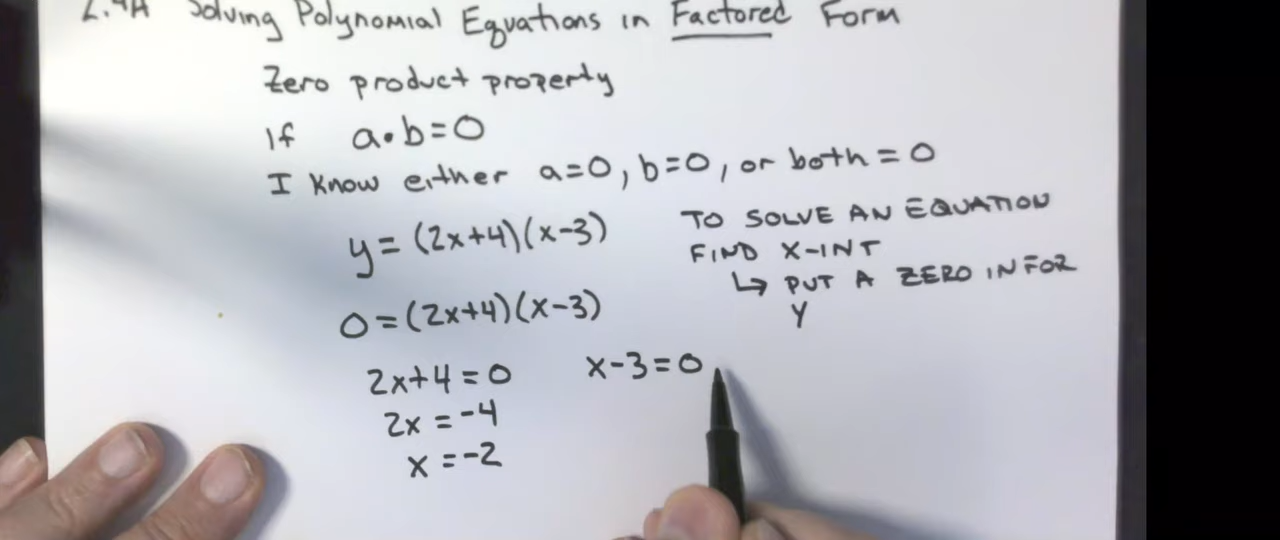 2.4A Solving Polynomial Equations in Factored Form
Zero product property
If a•b=0
I know either a=0, b=0, or both = 0
y=(2x+4)(x-3)
0=(2x+4)(x-3)
2x+4=0
2x=-4
x=-2
x-3=0
TO SOLVE AN EQUATION
FIND X-INT
↳ PUT A ZERO IN FOR
Y